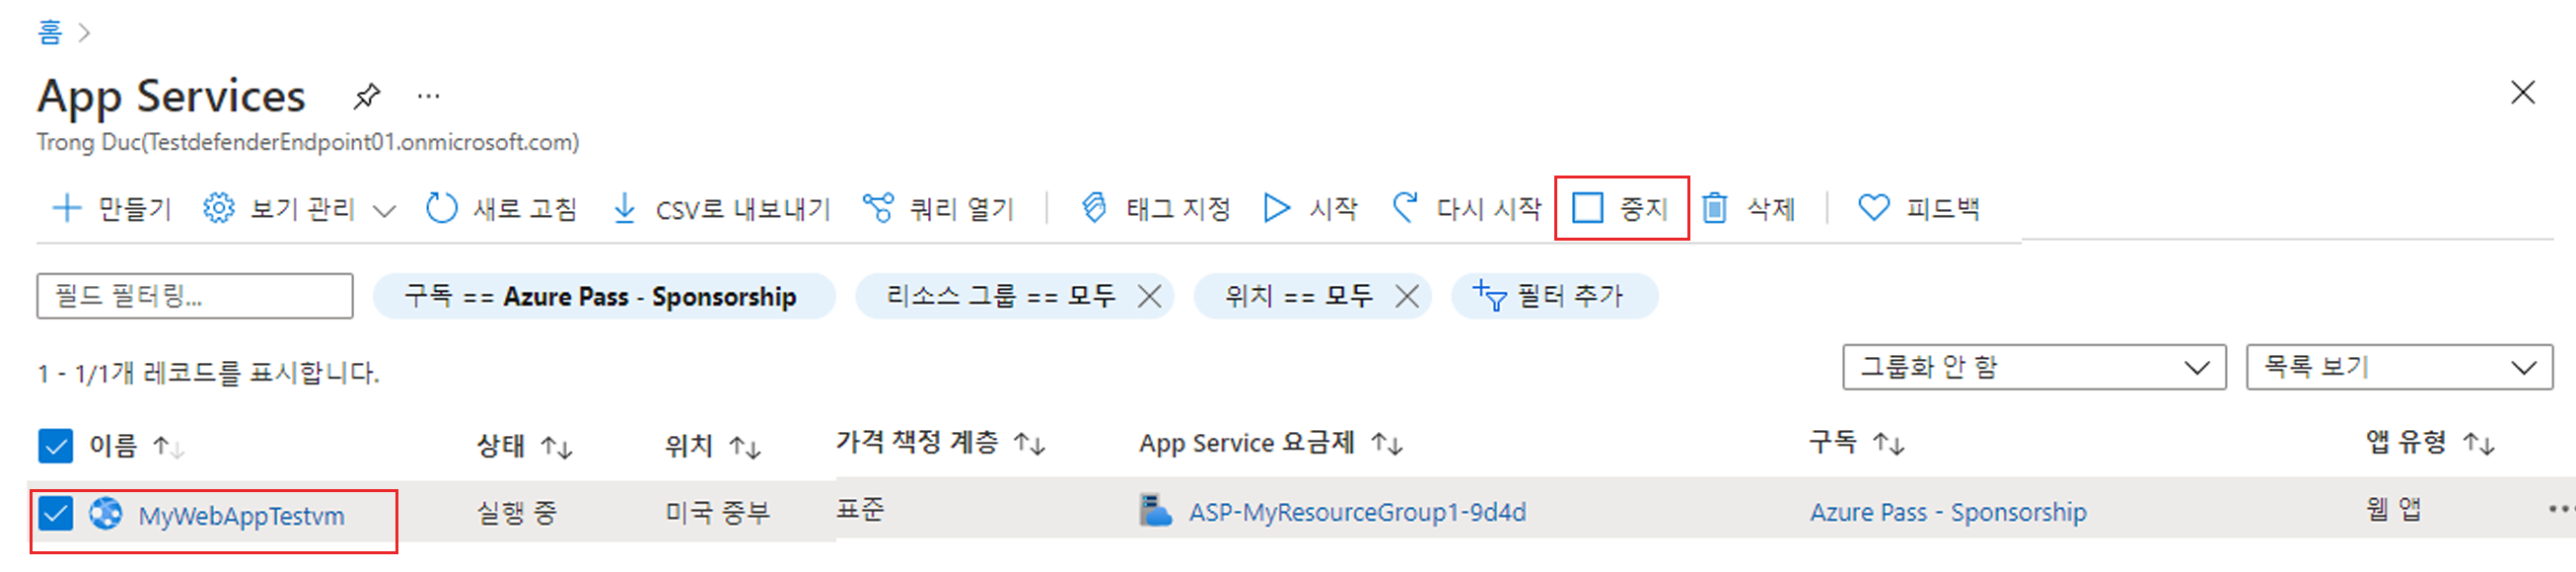 홈
App Services
Trong Duc(TestdefenderEndpoint01.onmicrosoft.com)
만들기 보기 관리 새로 고침 CSV로 내보내기 쿼리 열기 태그 지정 시작 다시 시작 중지 삭제 피드백
필드 필터링... 구독 == Azure Pass - Sponsorship 리소스 그룹 == 모두 위치 == 모두 필터 추가
1 - 1/1개 레코드를 표시합니다. 그룹화 안 함 목록 보기
이름 상태 위치 가격 책정 계층 App Service 요금제 구독 앱 유형
MyWebAppTestvm 실행 중 미국 중부 표준 ASP-MyResourceGroup1-9d4d Azure Pass - Sponsorship 웹 앱